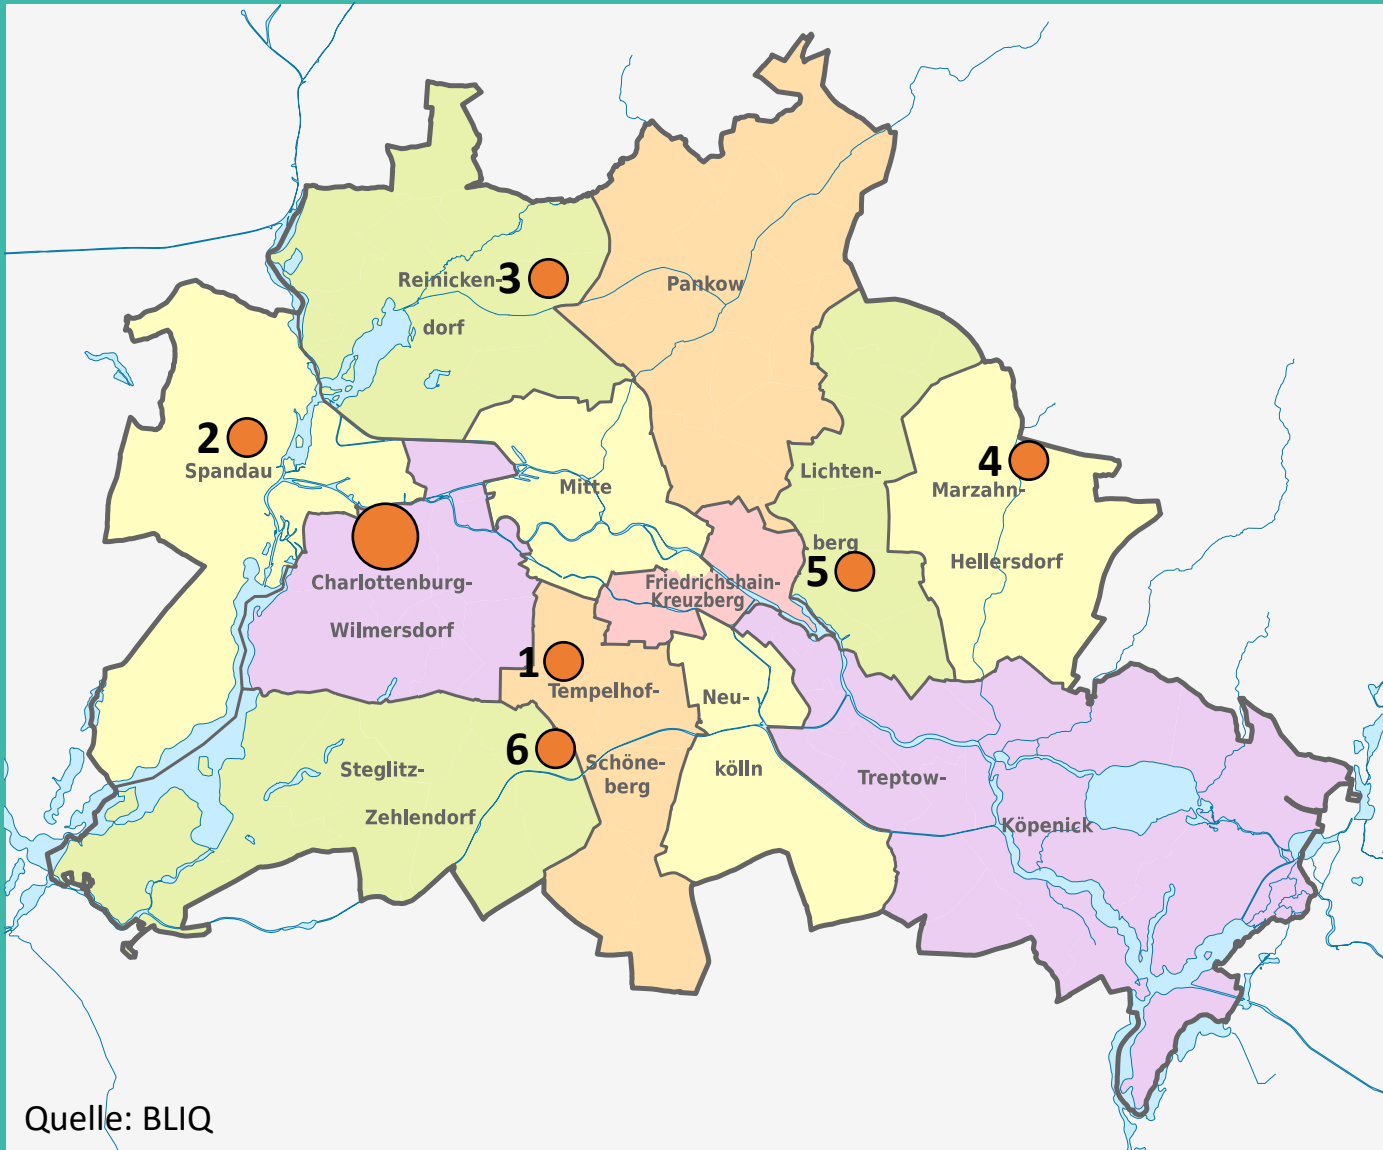 Reinicken-
dorf
3
Pankow
2
Spandau
Mitte
Lichten-
berg
5
4
Marzahn-
Hellersdorf
Charlottenburg-
Wilmersdorf
Friedrichshain-
Kreuzberg
1
Tempelhof-
Schöne-
berg
Neu-
kölln
6
Steglitz-
Zehlendorf
Treptow-
Köpenick
Quelle: BLIQ